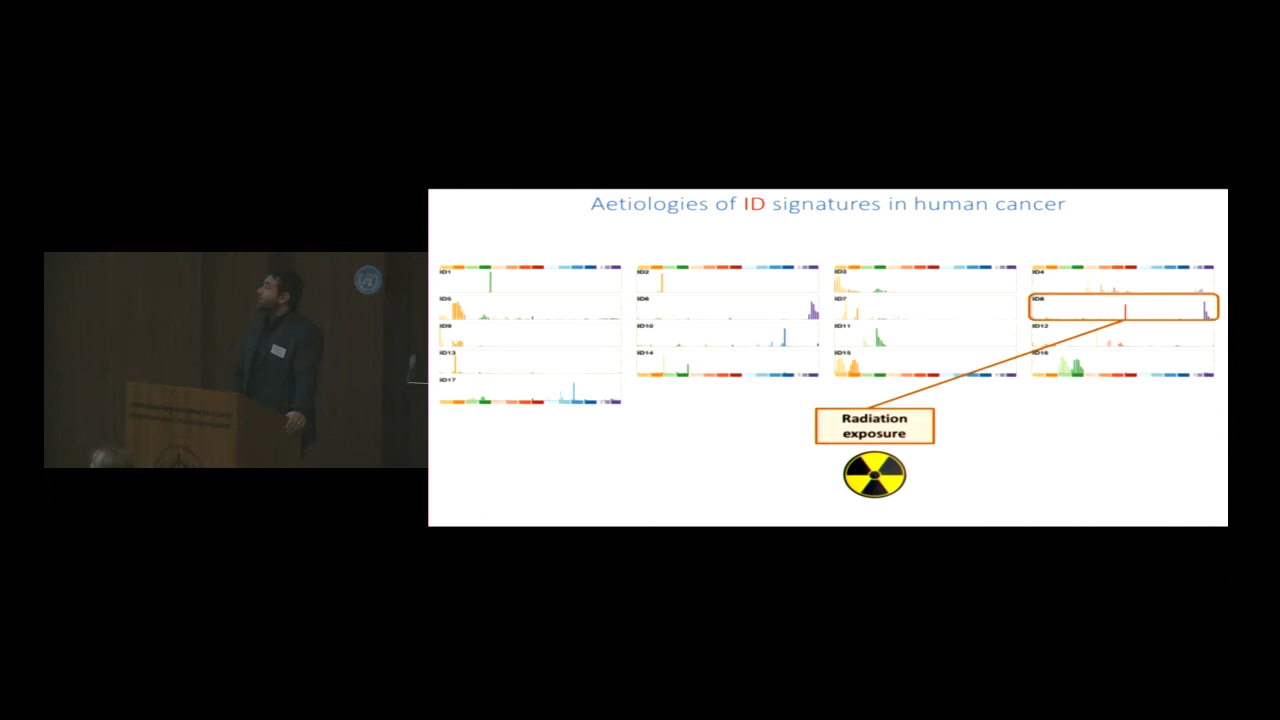 Aetiologies of ID signatures in human cancer
ID1
ID2
ID3
ID4
ID5
ID6
ID7
ID8
ID9
ID10
ID11
ID12
ID13
ID14
ID15
ID16
ID17
Radiation
exposure